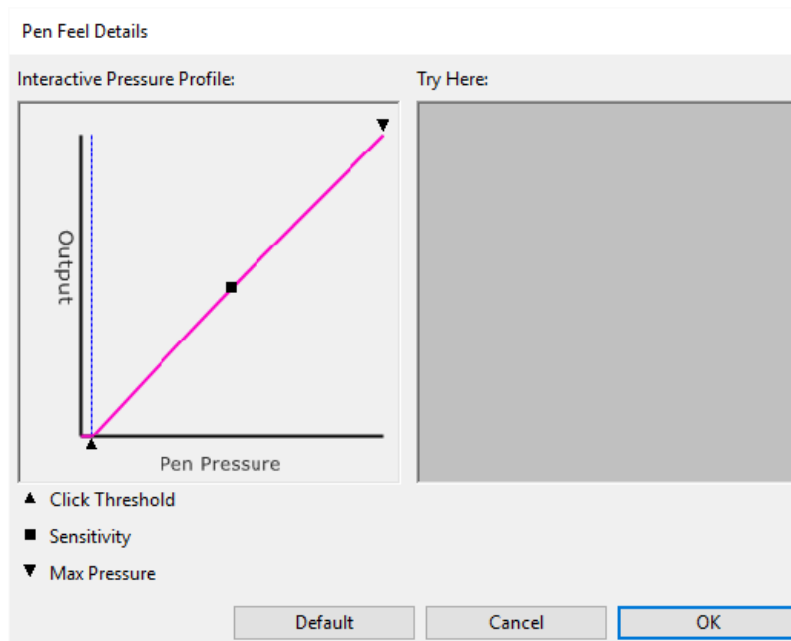 Pen Feel Details
Interactive Pressure Profile:
Try Here:
Output
Pen Pressure
Click Threshold
Sensitivity
Max Pressure
Default
Cancel
OK